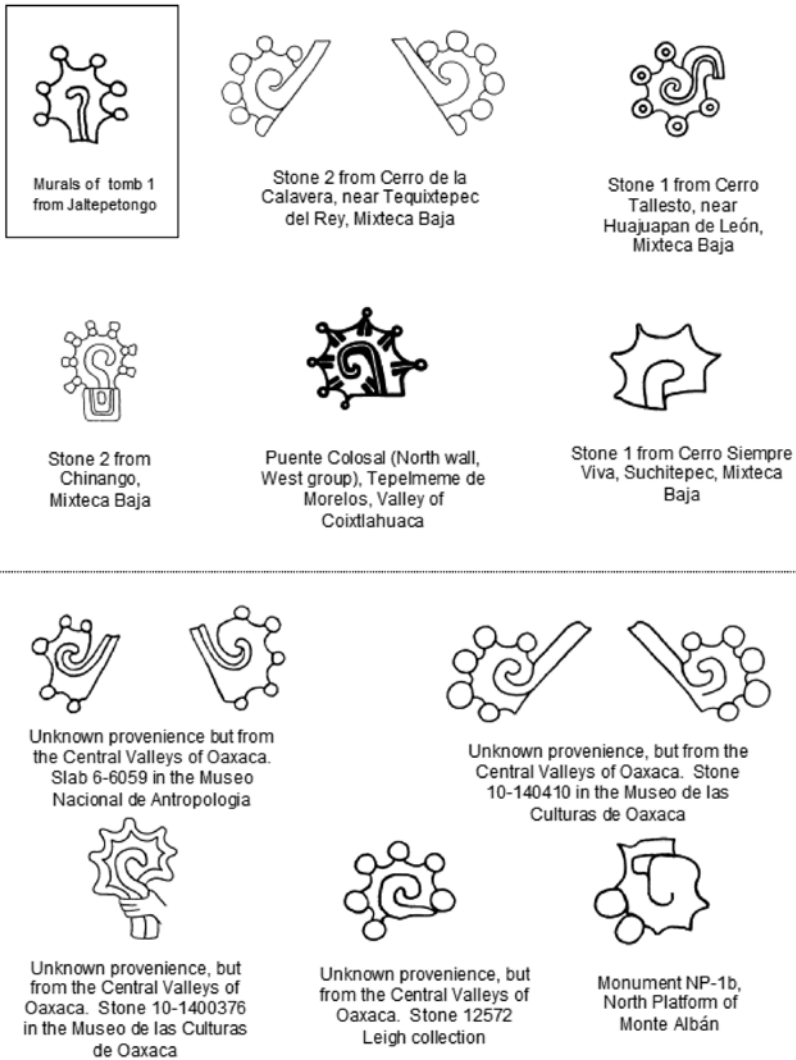 Murals of tomb 1
from Jaltepetongo
Stone 2 from Cerro de la
Calavera, near Tequixtepec
del Rey, Mixteca Baja
Stone 1 from Cerro
Tallesto, near
Huajuapan de León,
Mixteca Baja
Stone 2 from
Chinango,
Mixteca Baja
Puente Colosal (North wall,
West group), Tepelmeme de
Morelos, Valley of
Coixtlahuaca
Stone 1 from Cerro Siempre
Viva, Suchitepec, Mixteca
Baja
Unknown provenience but from
the Central Valleys of Oaxaca.
Slab 6-6059 in the Museo
Nacional de Antropologia
Unknown provenience, but from the
Central Valleys of Oaxaca.  Stone
10-140410 in the Museo de las
Culturas de Oaxaca
Unknown provenience, but
from the Central Valleys of
Oaxaca.  Stone 10-1400376
in the Museo de las Culturas
de Oaxaca
Unknown provenience, but
from the Central Valleys of
Oaxaca.  Stone 12572
Leigh collection
Monument NP-1b,
North Platform of
Monte Albán